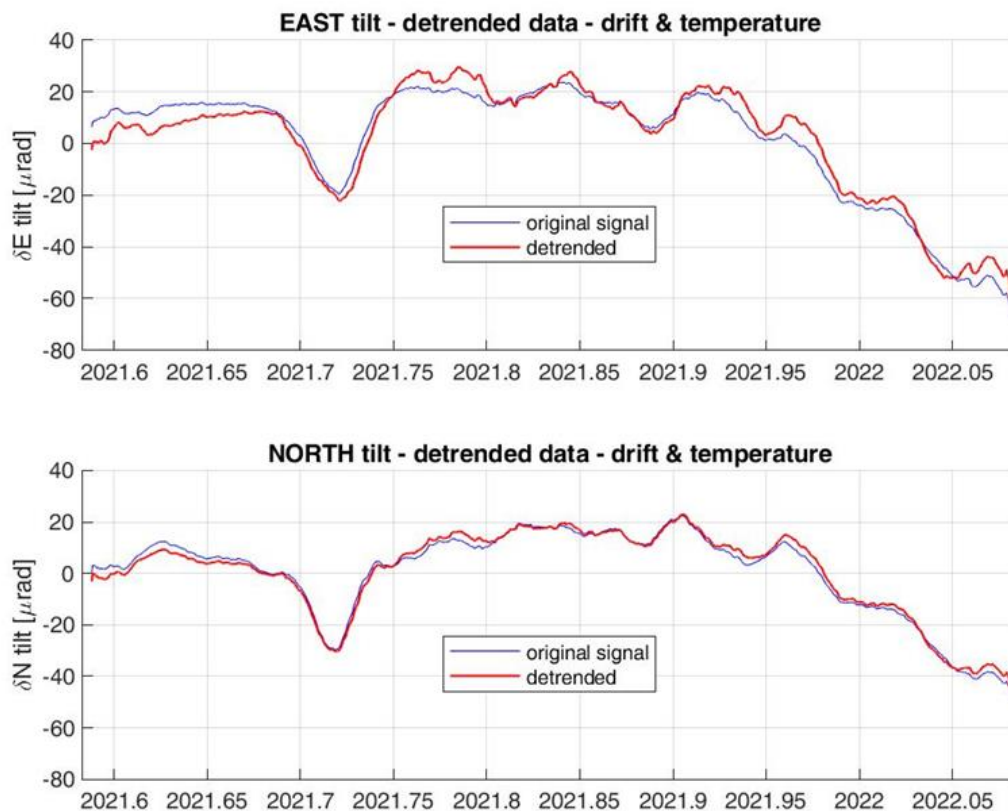 EAST tilt - detrended data - drift & temperature
40
20
0
-20
-40
-60
-80
δE tilt [μrad]
original signal
detrended
2021.6 2021.65 2021.7 2021.75 2021.8 2021.85 2021.9 2021.95 2022 2022.05
NORTH tilt - detrended data - drift & temperature
40
20
0
-20
-40
-60
-80
δN tilt [μrad]
original signal
detrended
2021.6 2021.65 2021.7 2021.75 2021.8 2021.85 2021.9 2021.95 2022 2022.05